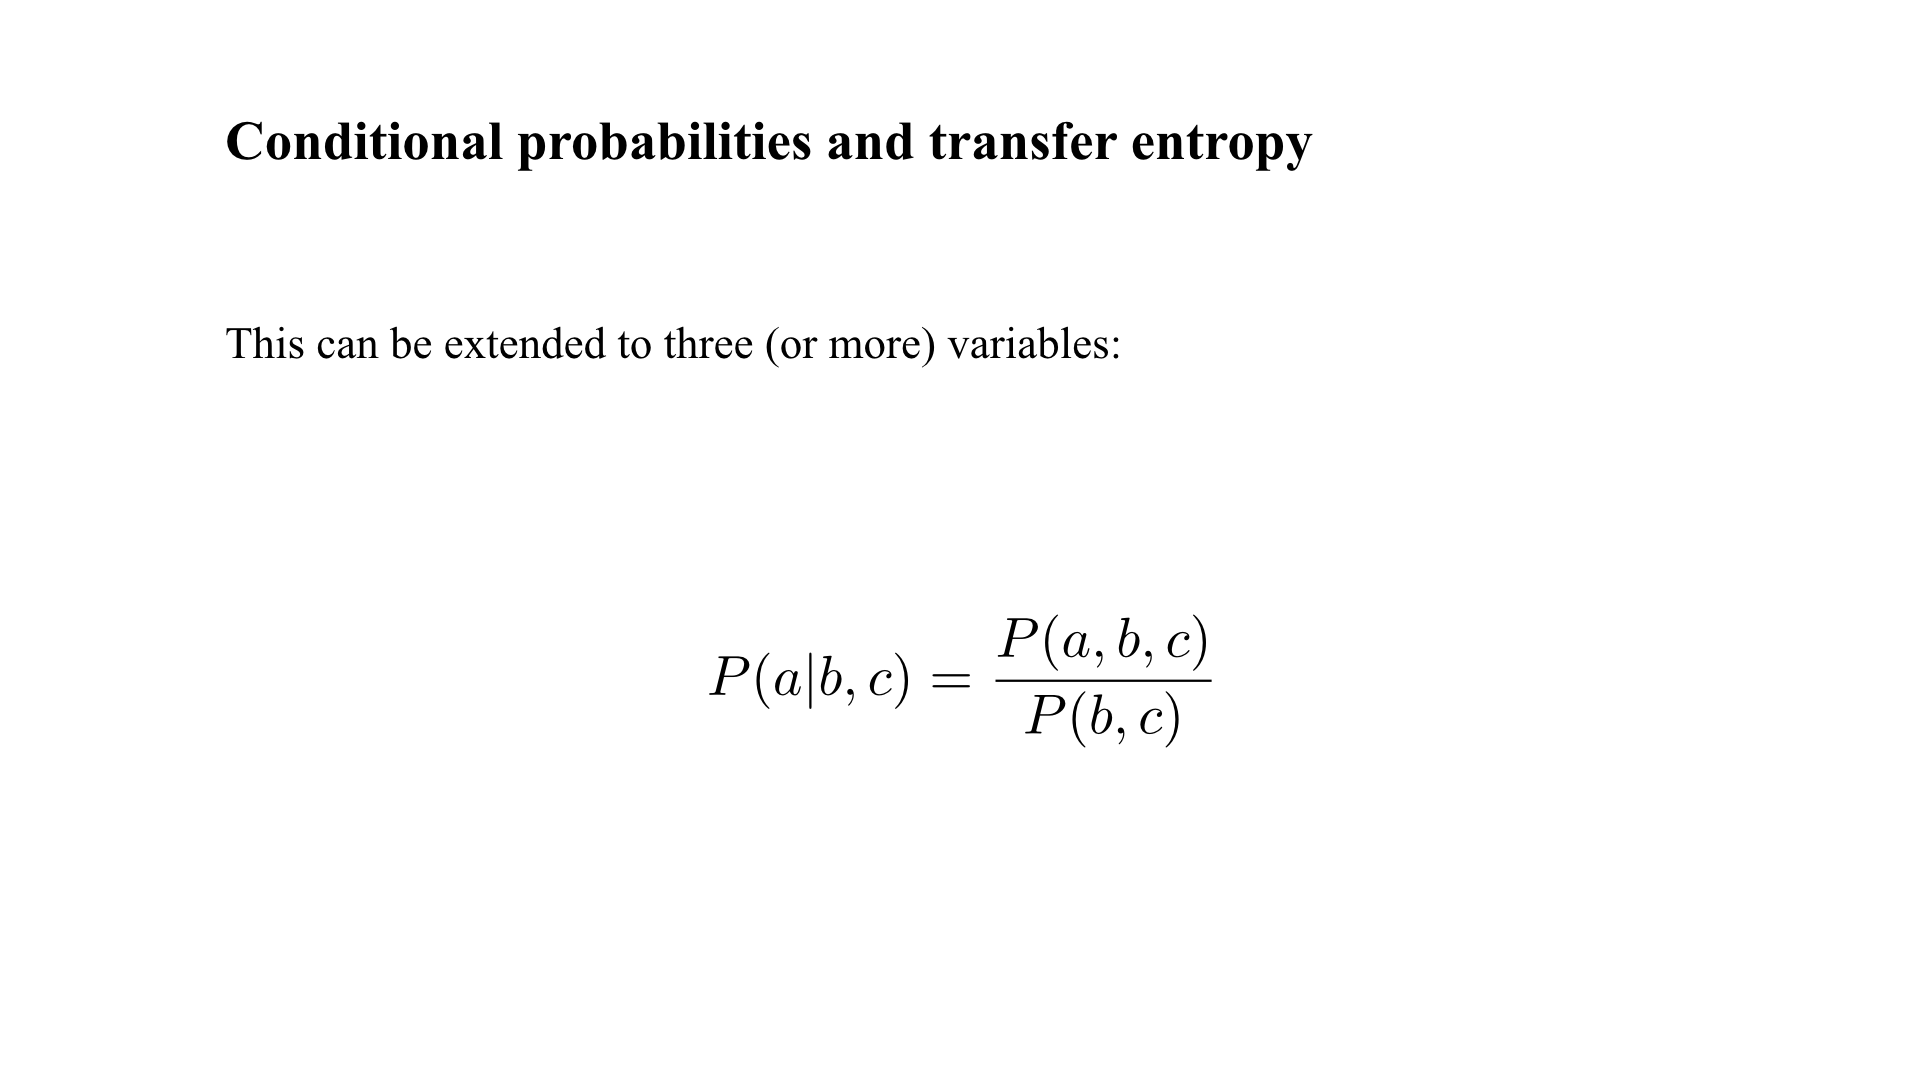 Conditional probabilities and transfer entropy
This can be extended to three (or more) variables:
P(a|b, c) = \frac{P(a, b, c)}{P(b, c)}